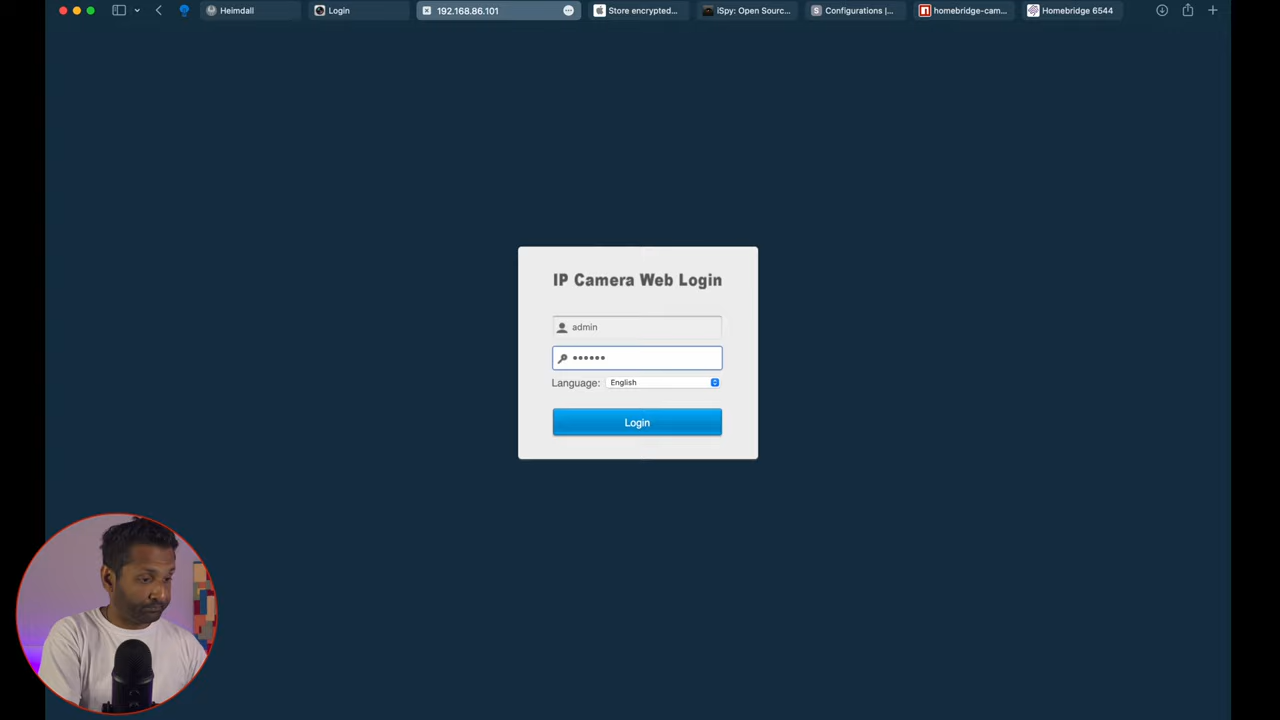 Heimdall
Login
192.168.86.101
Store encrypted...
iSpy: Open Sourc...
Configurations |...
homebridge-cam...
Homebridge 6544
IP Camera Web Login
admin
••••••
Language: English
Login